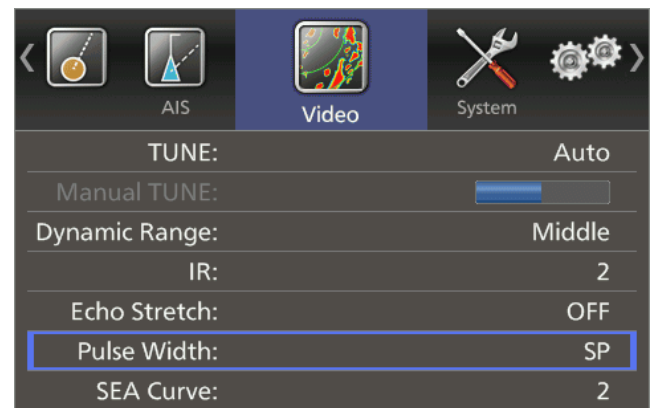 AIS Video System
TUNE: Auto
Manual TUNE:
Dynamic Range: Middle
IR: 2
Echo Stretch: OFF
Pulse Width: SP
SEA Curve: 2